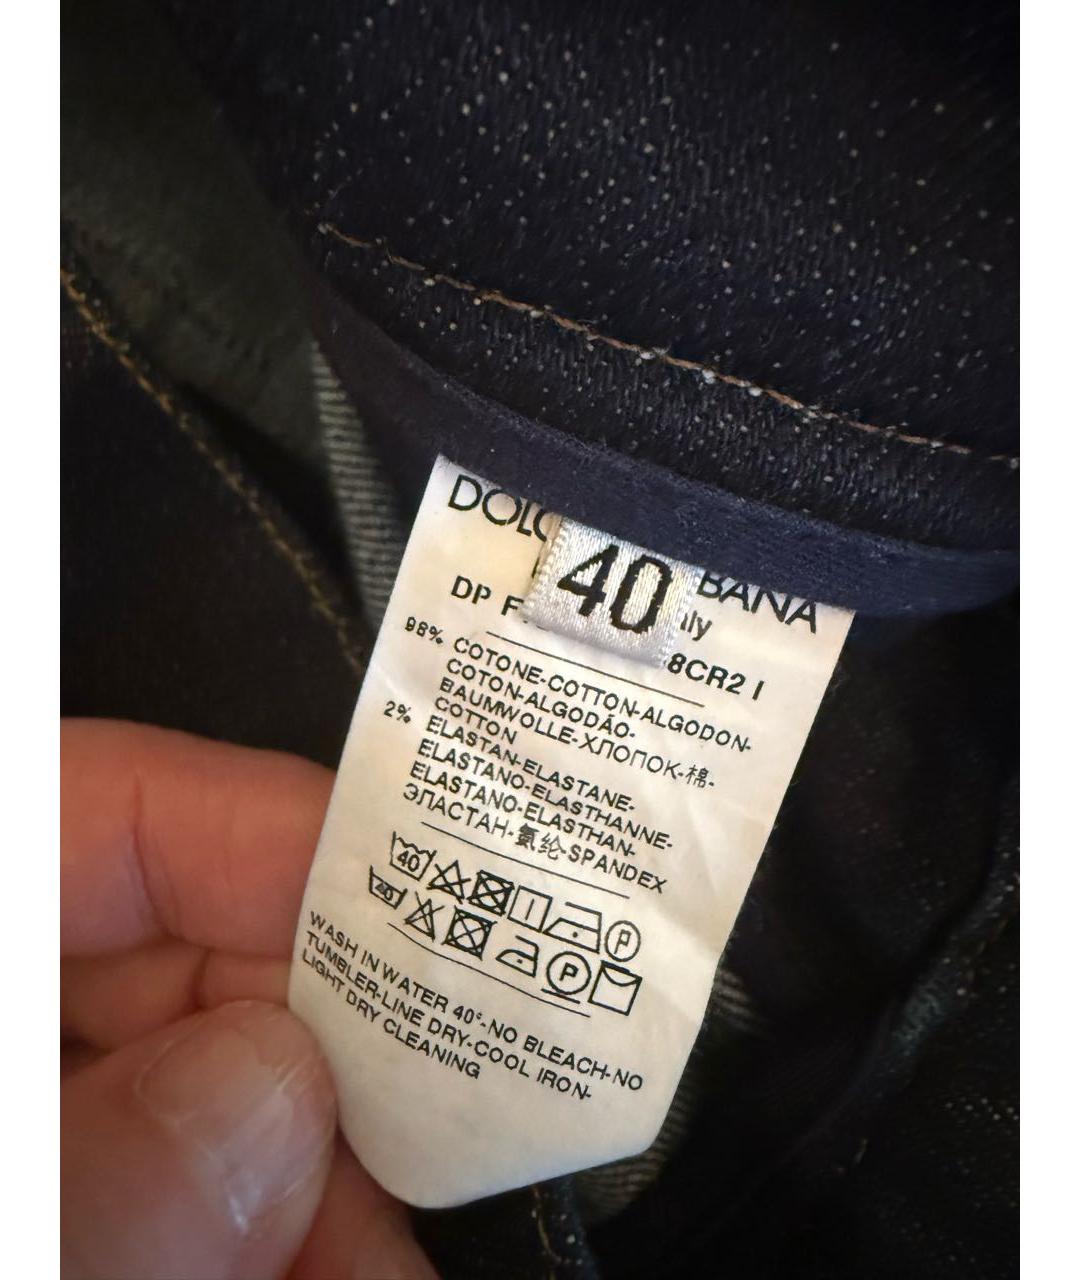 DOLC
BANA
40
aly
DP F
8CR2 I
98% COTONE-COTTON-ALGODON-
COTON-ALGODÃO-
BAUMWOLLE-ХЛОПОК-棉-
COTTON
2% ELASTAN-ELASTANE-
ELASTANO-ELASTHANNE-
ELASTANO-ELASTHAN-
ЭЛАСТАН-氨纶-SPANDEX
40
P
40
P
WASH IN WATER 40°-NO BLEACH-NO
TUMBLER-LINE DRY-COOL IRON-
LIGHT DRY CLEANING